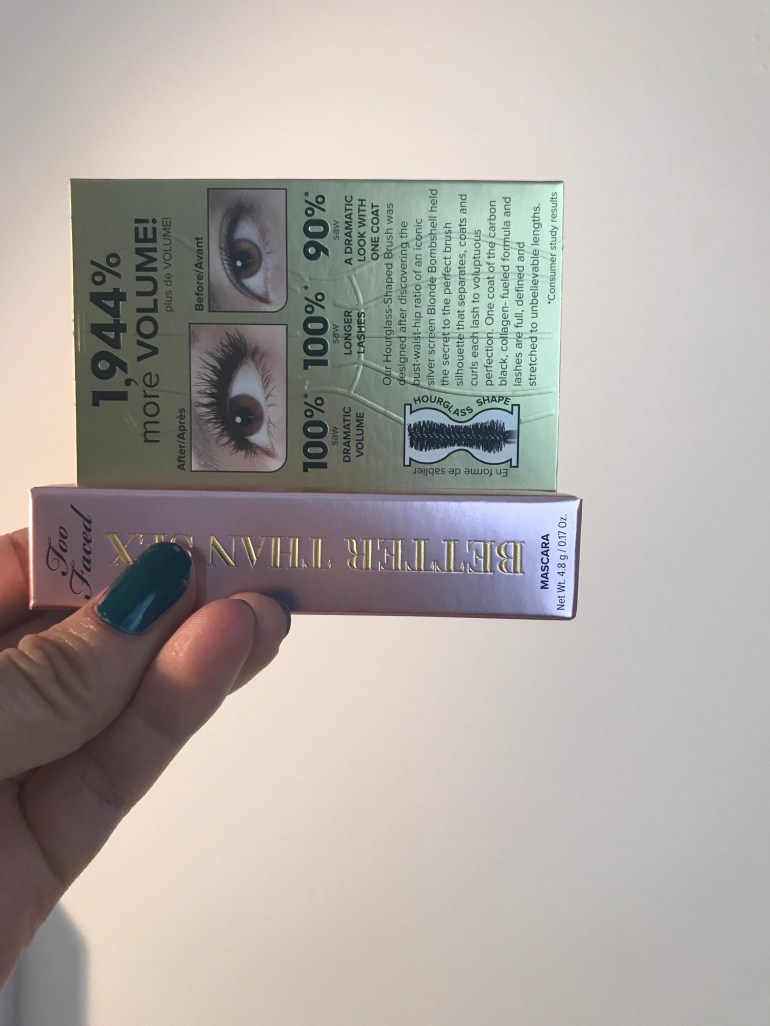 1,944%
more VOLUME!
plus de VOLUME!
After/Après
Before/Avant
100%*
saw
DRAMATIC
VOLUME
100%*
saw
LONGER
LASHES
90%*
saw
A DRAMATIC
LOOK WITH
ONE COAT
Our Hourglass-Shaped Brush was
designed after discovering the
bust-waist-hip ratio of an iconic
silver screen Blonde Bombshell held
the secret to the perfect brush
silhouette that separates, coats and
curls each lash to voluptuous
perfection. One coat of the carbon
black, collagen- fueled formula and
lashes are full, defined and
stretched to unbelievable lengths.
*Consumer study results
HOURGLASS SHAPE
En forme de sablier
Too
Faced
BETTER THAN SEX
MASCARA
Net Wt. 4.8 g / 0.17 Oz.